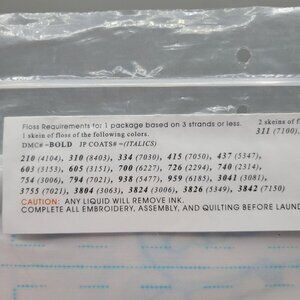 Floss Requirements for 1 package based on 3 strands or less.
1 skein of floss of the following colors.
DMC# =BOLD JP COATS# =(ITALICS)
210 (4104), 310 (8403), 334 (7030), 415 (7050), 437 (5347),
603 (3153), 605 (3151), 700 (6227), 726 (2294), 740 (2314),
754 (3006), 794 (7021), 938 (5477), 959 (6185), 3041 (3081),
3755 (7021), 3804 (3063), 3824 (3006), 3826 (5349), 3842 (7150)
CAUTION: ANY LIQUID WILL REMOVE INK.
COMPLETE ALL EMBROIDERY, ASSEMBLY, AND QUILTING BEFORE LAUND
2 skeins of f
311 (7100),